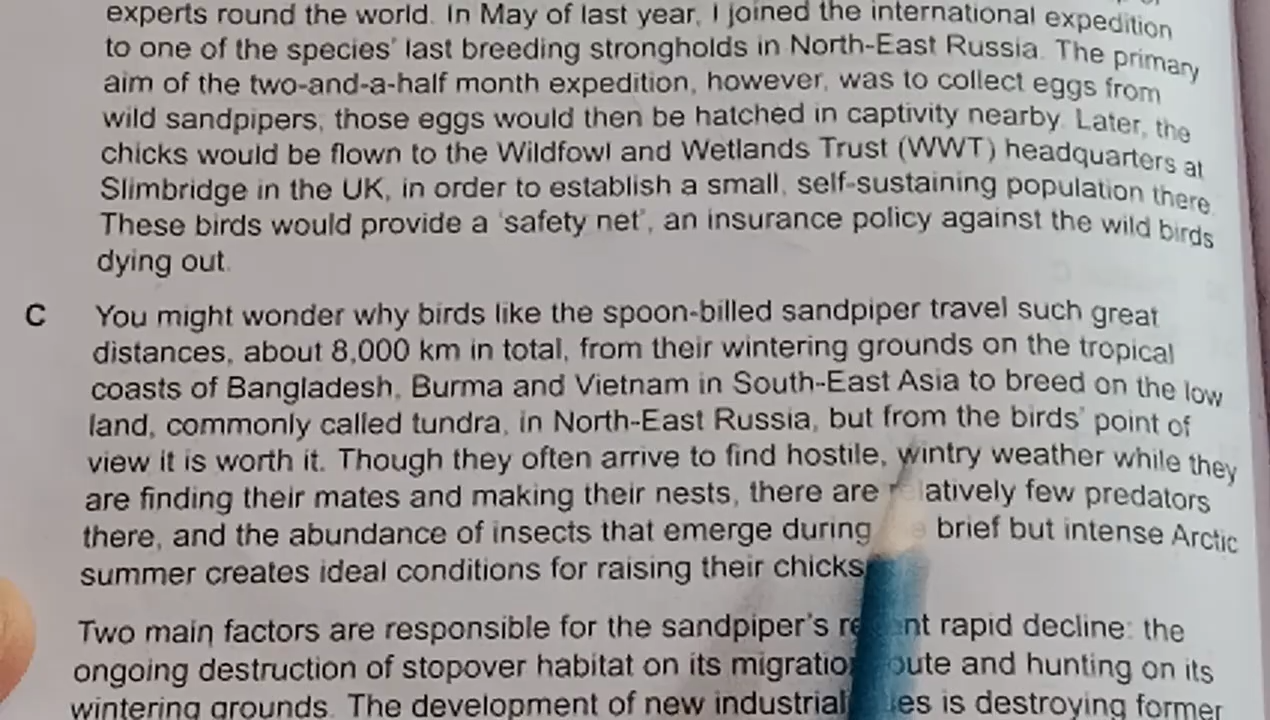 experts round the world. In May of last year, I joined the international expedition
to one of the species' last breeding strongholds in North-East Russia. The primary
aim of the two-and-a-half month expedition, however, was to collect eggs from
wild sandpipers; those eggs would then be hatched in captivity nearby. Later, the
chicks would be flown to the Wildfowl and Wetlands Trust (WWT) headquarters at
Slimbridge in the UK, in order to establish a small, self-sustaining population there.
These birds would provide a 'safety net', an insurance policy against the wild birds
dying out.
C You might wonder why birds like the spoon-billed sandpiper travel such great
distances, about 8,000 km in total, from their wintering grounds on the tropical
coasts of Bangladesh, Burma and Vietnam in South-East Asia to breed on the low
land, commonly called tundra, in North-East Russia, but from the birds' point of
view it is worth it. Though they often arrive to find hostile, wintry weather while they
are finding their mates and making their nests, there are relatively few predators
there, and the abundance of insects that emerge during brief but intense Arctic
summer creates ideal conditions for raising their chicks
Two main factors are responsible for the sandpiper's recent rapid decline: the
ongoing destruction of stopover habitat on its migration route and hunting on its
wintering grounds. The development of new industrial is destroying former